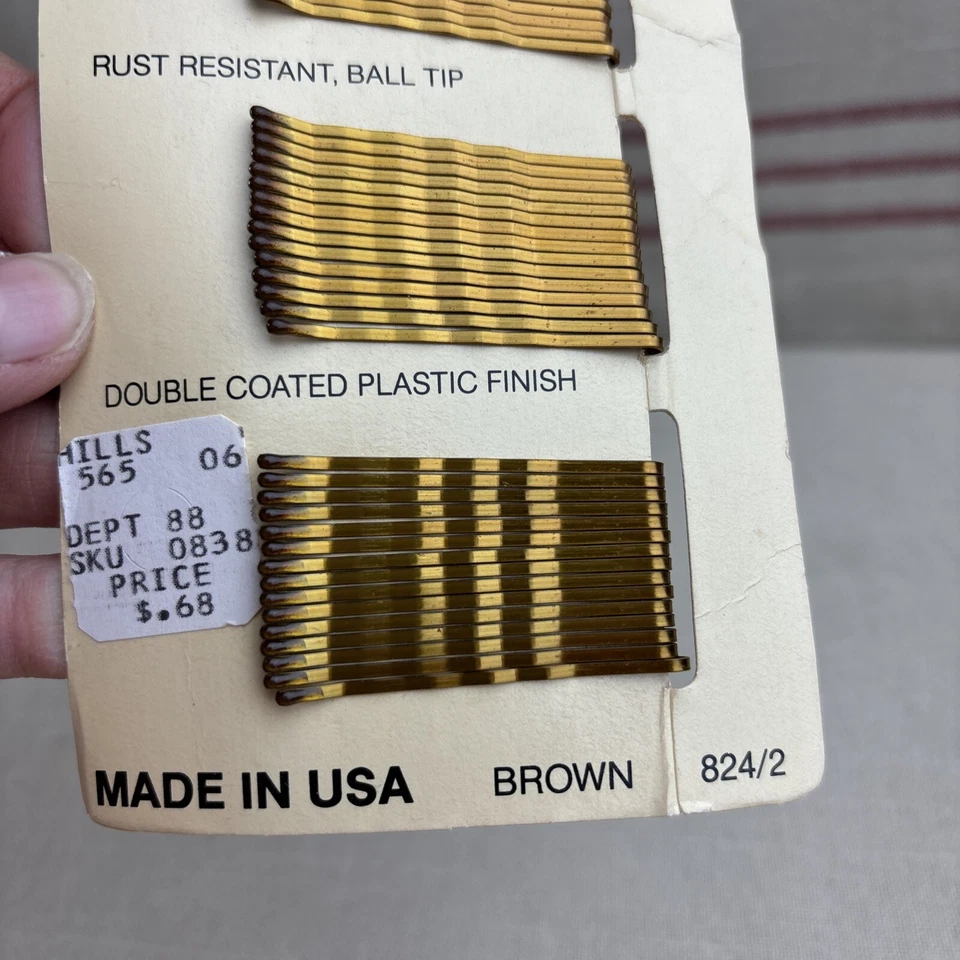 RUST RESISTANT, BALL TIP
DOUBLE COATED PLASTIC FINISH
HILLS
565 06
DEPT 88
SKU 0838
PRICE
$.68
MADE IN USA BROWN 824/2